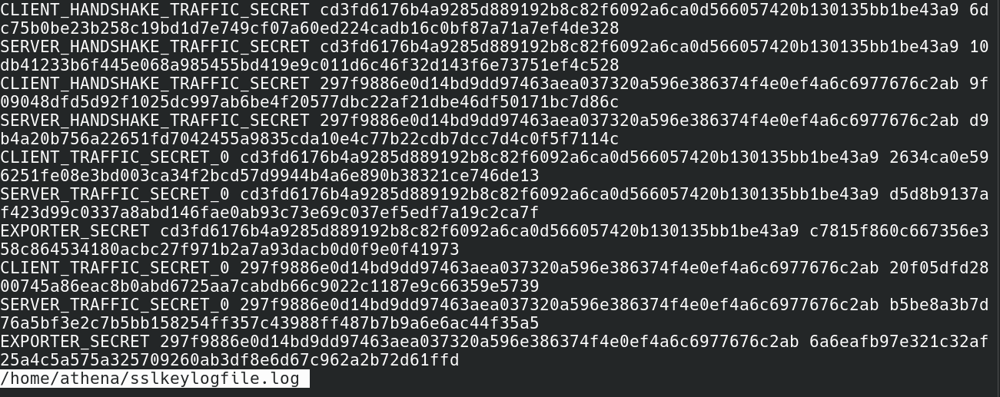 CLIENT_HANDSHAKE_TRAFFIC_SECRET cd3fd6176b4a9285d889192b8c82f6092a6ca0d566057420b130135bb1be43a9 6d
c75b0be23b258c19bd1d7e749cf07a60ed224cadb16c0bf87a71a7ef4de328
SERVER_HANDSHAKE_TRAFFIC_SECRET cd3fd6176b4a9285d889192b8c82f6092a6ca0d566057420b130135bb1be43a9 10
db41233b6f445e068a985455bd419e9c011d6c46f32d143f6e73751ef4c528
CLIENT_HANDSHAKE_TRAFFIC_SECRET 297f9886e0d14bd9dd97463aea037320a596e386374f4e0ef4a6c6977676c2ab 9f
09048dfd5d92f1025dc997ab6be4f20577dbc22af21dbe46df50171bc7d86c
SERVER_HANDSHAKE_TRAFFIC_SECRET 297f9886e0d14bd9dd97463aea037320a596e386374f4e0ef4a6c6977676c2ab d9
b4a20b756a22651fd7042455a9835cda10e4c77b22cdb7dcc7d4c0f5f7114c
CLIENT_TRAFFIC_SECRET_0 cd3fd6176b4a9285d889192b8c82f6092a6ca0d566057420b130135bb1be43a9 2634ca0e59
6251fe08e3bd003ca34f2bcd57d9944b4a6e890b38321ce746de13
SERVER_TRAFFIC_SECRET_0 cd3fd6176b4a9285d889192b8c82f6092a6ca0d566057420b130135bb1be43a9 d5d8b9137a
f423d99c0337a8abd146fae0ab93c73e69c037ef5edf7a19c2ca7f
EXPORTER_SECRET cd3fd6176b4a9285d889192b8c82f6092a6ca0d566057420b130135bb1be43a9 c7815f860c667356e3
58c864534180acbc27f971b2a7a93dacb0d0f9e0f41973
CLIENT_TRAFFIC_SECRET_0 297f9886e0d14bd9dd97463aea037320a596e386374f4e0ef4a6c6977676c2ab 20f05dfd28
00745a86eac8b0abd6725aa7cabdb66c9022c1187e9c66359e5739
SERVER_TRAFFIC_SECRET_0 297f9886e0d14bd9dd97463aea037320a596e386374f4e0ef4a6c6977676c2ab b5be8a3b7d
76a5bf3e2c7b5bb158254ff357c43988ff487b7b9a6e6ac44f35a5
EXPORTER_SECRET 297f9886e0d14bd9dd97463aea037320a596e386374f4e0ef4a6c6977676c2ab 6a6eafb97e321c32af
25a4c5a575a325709260ab3df8e6d67c962a2b72d61ffd
/home/athena/sslkeylogfile.log